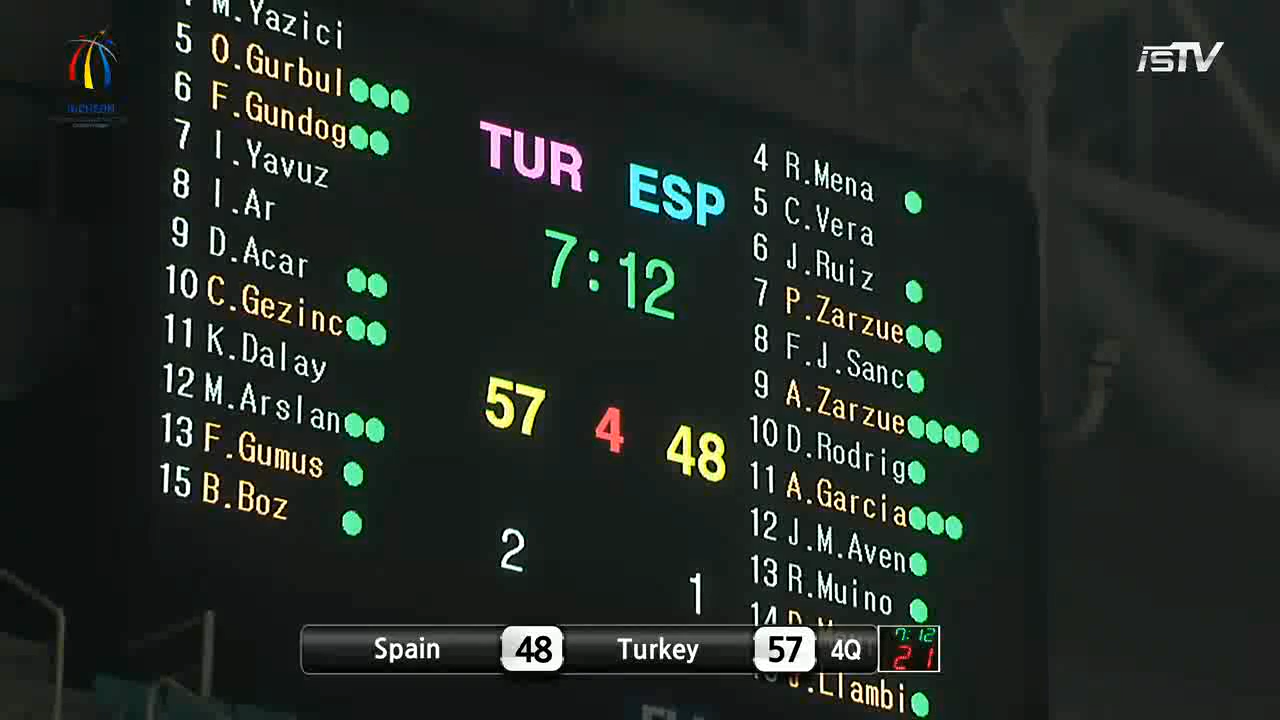 M.Yazici
5 O.Gurbul
6 F.Gundog
7 I.Yavuz
8 I.Ar
9 D.Acar
10 C.Gezinc
11 K.Dalay
12 M.Arslan
13 F.Gumus
15 B.Boz
INCHEON
TUR ESP
7:12
57 4 48
2 1
iSTV
4 R.Mena
5 C.Vera
6 J.Ruiz
7 P.Zarzue
8 F.J.Sanc
9 A.Zarzue
10 D.Rodrig
11 A.Garcia
12 J.M.Aven
13 R.Muino
14
J.Llambi
Spain 48 Turkey 57 4Q 7:12 21